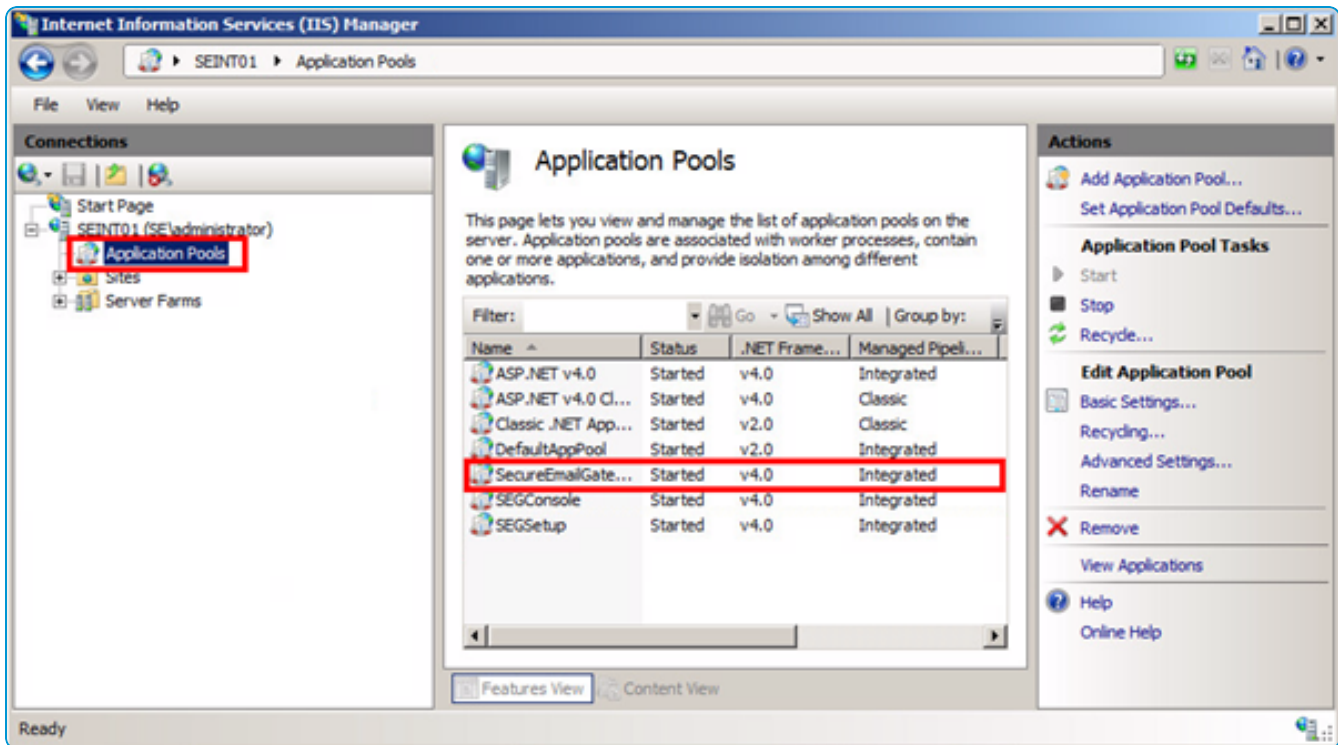 Internet Information Services (IIS) Manager
SEINT01 Application Pools
File View Help
Connections
Start Page
SEINT01 (SE\administrator)
Application Pools
Sites
Server Farms
Application Pools
This page lets you view and manage the list of application pools on the
server. Application pools are associated with worker processes, contain
one or more applications, and provide isolation among different
applications.
Filter: Go Show All Group by:
Name Status .NET Frame... Managed Pipeli...
ASP.NET v4.0 Started v4.0 Integrated
ASP.NET v4.0 Cl... Started v4.0 Classic
Classic .NET App... Started v2.0 Classic
DefaultAppPool Started v2.0 Integrated
SecureEmailGate... Started v4.0 Integrated
SEGConsole Started v4.0 Integrated
SEGSetup Started v4.0 Integrated
Features View Content View
Actions
Add Application Pool...
Set Application Pool Defaults...
Application Pool Tasks
Start
Stop
Recycle...
Edit Application Pool
Basic Settings...
Recycling...
Advanced Settings...
Rename
Remove
View Applications
Help
Online Help
Ready